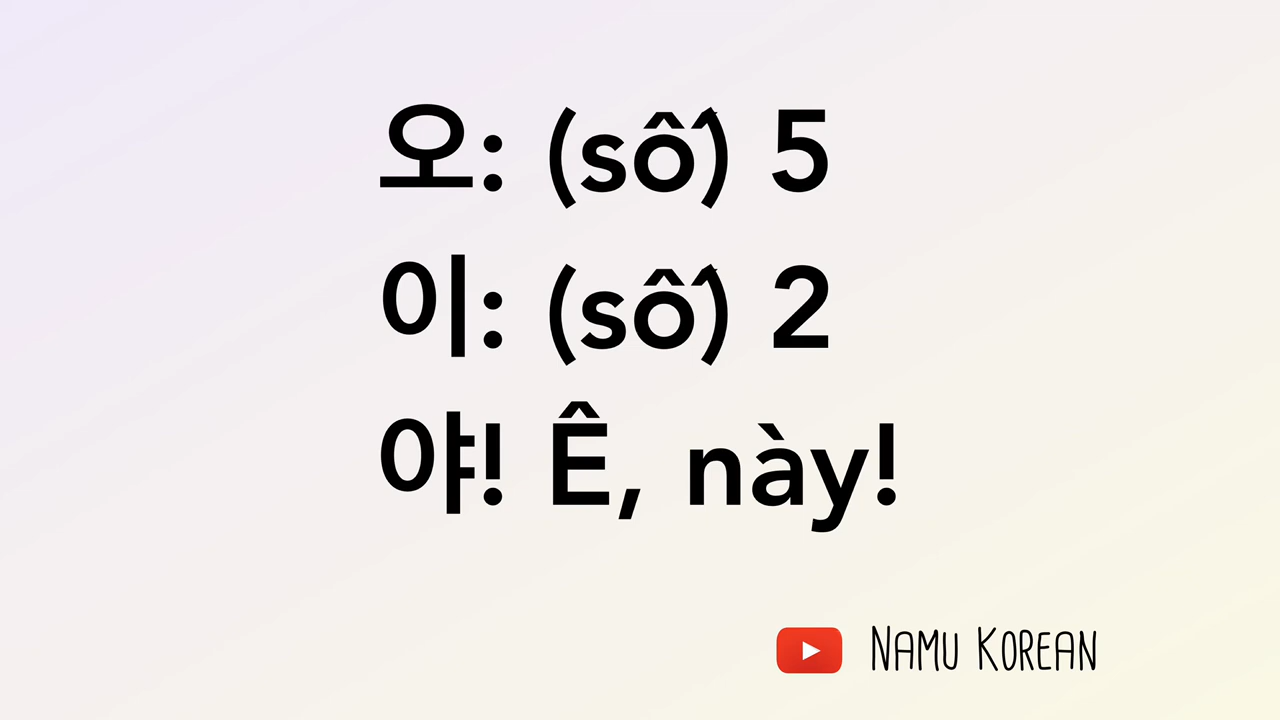 오: (số) 5
이: (số) 2
야! Ê, này!
NAMU KOREAN